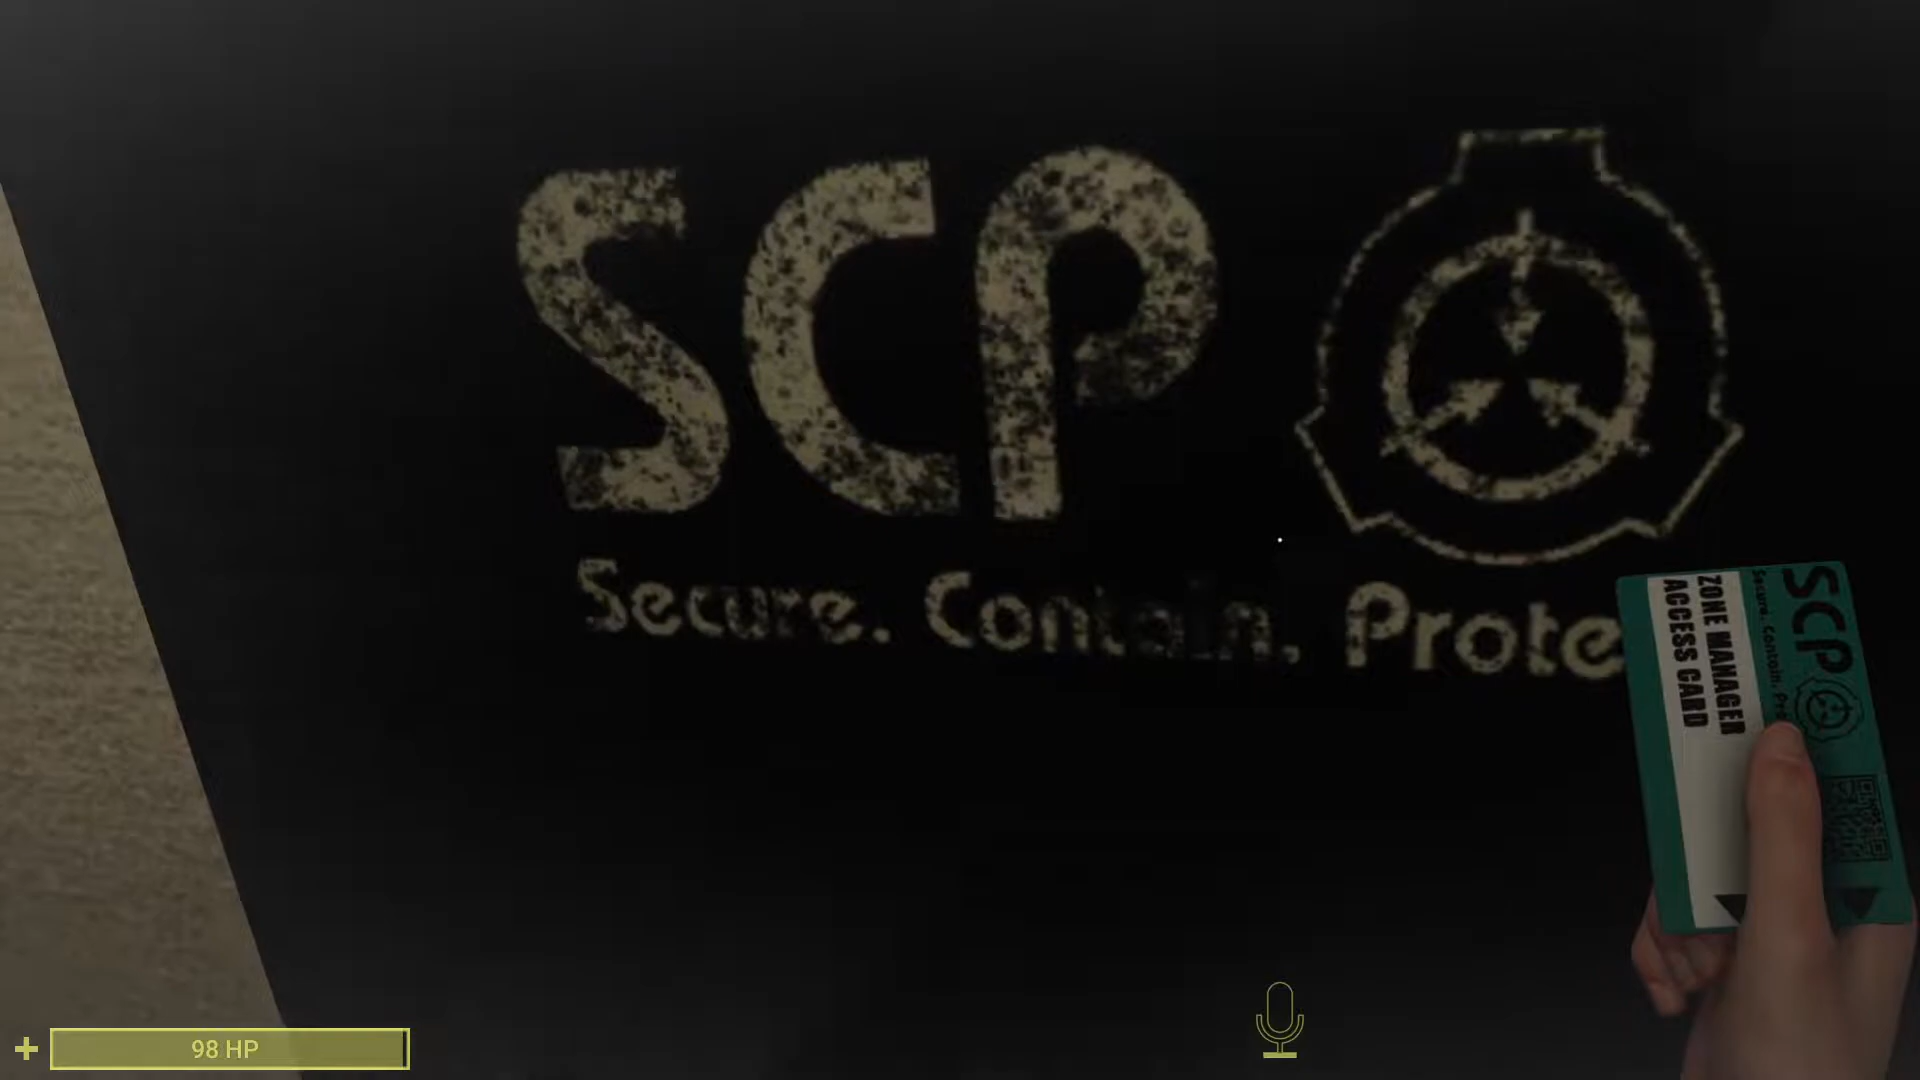 SCP
Secure. Contain. Prote
SCP
Secure. Contain. Pro
ZONE MANAGER
ACCESS CARD
98 HP